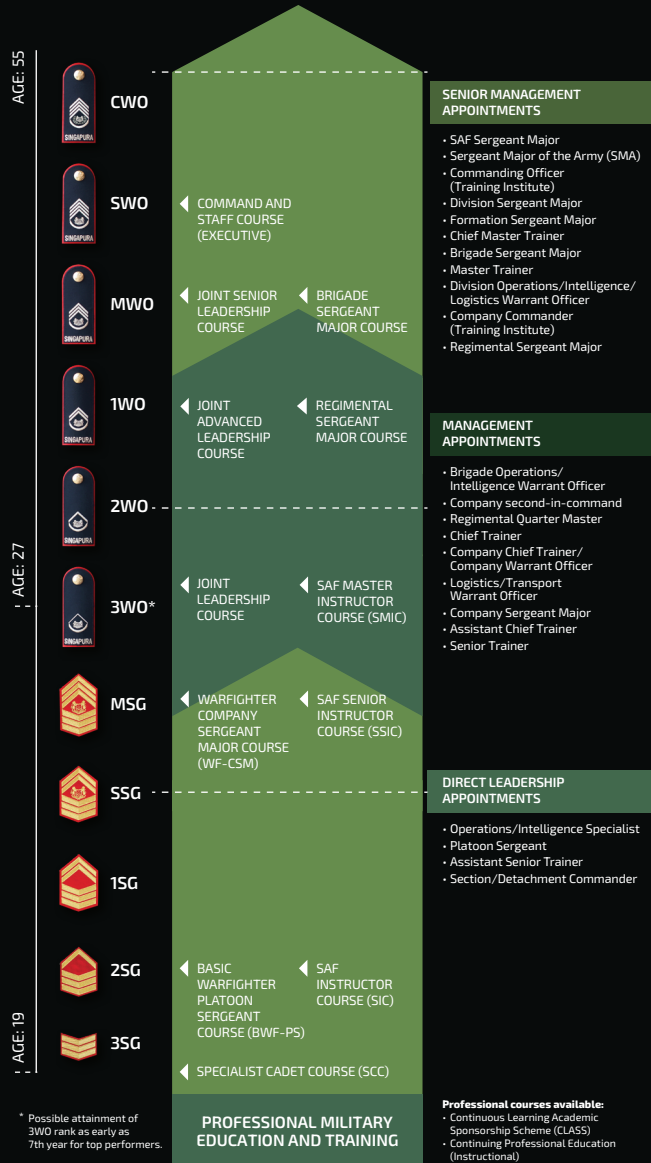 AGE: 55
CWO
SINGAPURA
SWO
SINGAPURA
MWO
SINGAPURA
1WO
SINGAPURA
2WO
SINGAPURA
AGE: 27
3WO*
SINGAPURA
MSG
SSG
1SG
2SG
3SG
AGE: 19
* Possible attainment of
3WO rank as early as
7th year for top performers.
COMMAND AND
STAFF COURSE
(EXECUTIVE)
JOINT SENIOR
LEADERSHIP
COURSE
BRIGADE
SERGEANT
MAJOR COURSE
JOINT
ADVANCED
LEADERSHIP
COURSE
REGIMENTAL
SERGEANT
MAJOR COURSE
JOINT
LEADERSHIP
COURSE
SAF MASTER
INSTRUCTOR
COURSE (SMIC)
WARFIGHTER
COMPANY
SERGEANT
MAJOR COURSE
(WF-CSM)
SAF SENIOR
INSTRUCTOR
COURSE (SSIC)
BASIC
WARFIGHTER
PLATOON
SERGEANT
COURSE (BWF-PS)
SAF
INSTRUCTOR
COURSE (SIC)
SPECIALIST CADET COURSE (SCC)
PROFESSIONAL MILITARY
EDUCATION AND TRAINING
SENIOR MANAGEMENT
APPOINTMENTS
• SAF Sergeant Major
• Sergeant Major of the Army (SMA)
• Commanding Officer
(Training Institute)
• Division Sergeant Major
• Formation Sergeant Major
• Chief Master Trainer
• Brigade Sergeant Major
• Master Trainer
• Division Operations/Intelligence/
Logistics Warrant Officer
• Company Commander
(Training Institute)
• Regimental Sergeant Major
MANAGEMENT
APPOINTMENTS
• Brigade Operations/
Intelligence Warrant Officer
• Company second-in-command
• Regimental Quarter Master
• Chief Trainer
• Company Chief Trainer/
Company Warrant Officer
• Logistics/Transport
Warrant Officer
• Company Sergeant Major
• Assistant Chief Trainer
• Senior Trainer
DIRECT LEADERSHIP
APPOINTMENTS
• Operations/Intelligence Specialist
• Platoon Sergeant
• Assistant Senior Trainer
• Section/Detachment Commander
Professional courses available:
• Continuous Learning Academic
Sponsorship Scheme (CLASS)
• Continuing Professional Education
(Instructional)